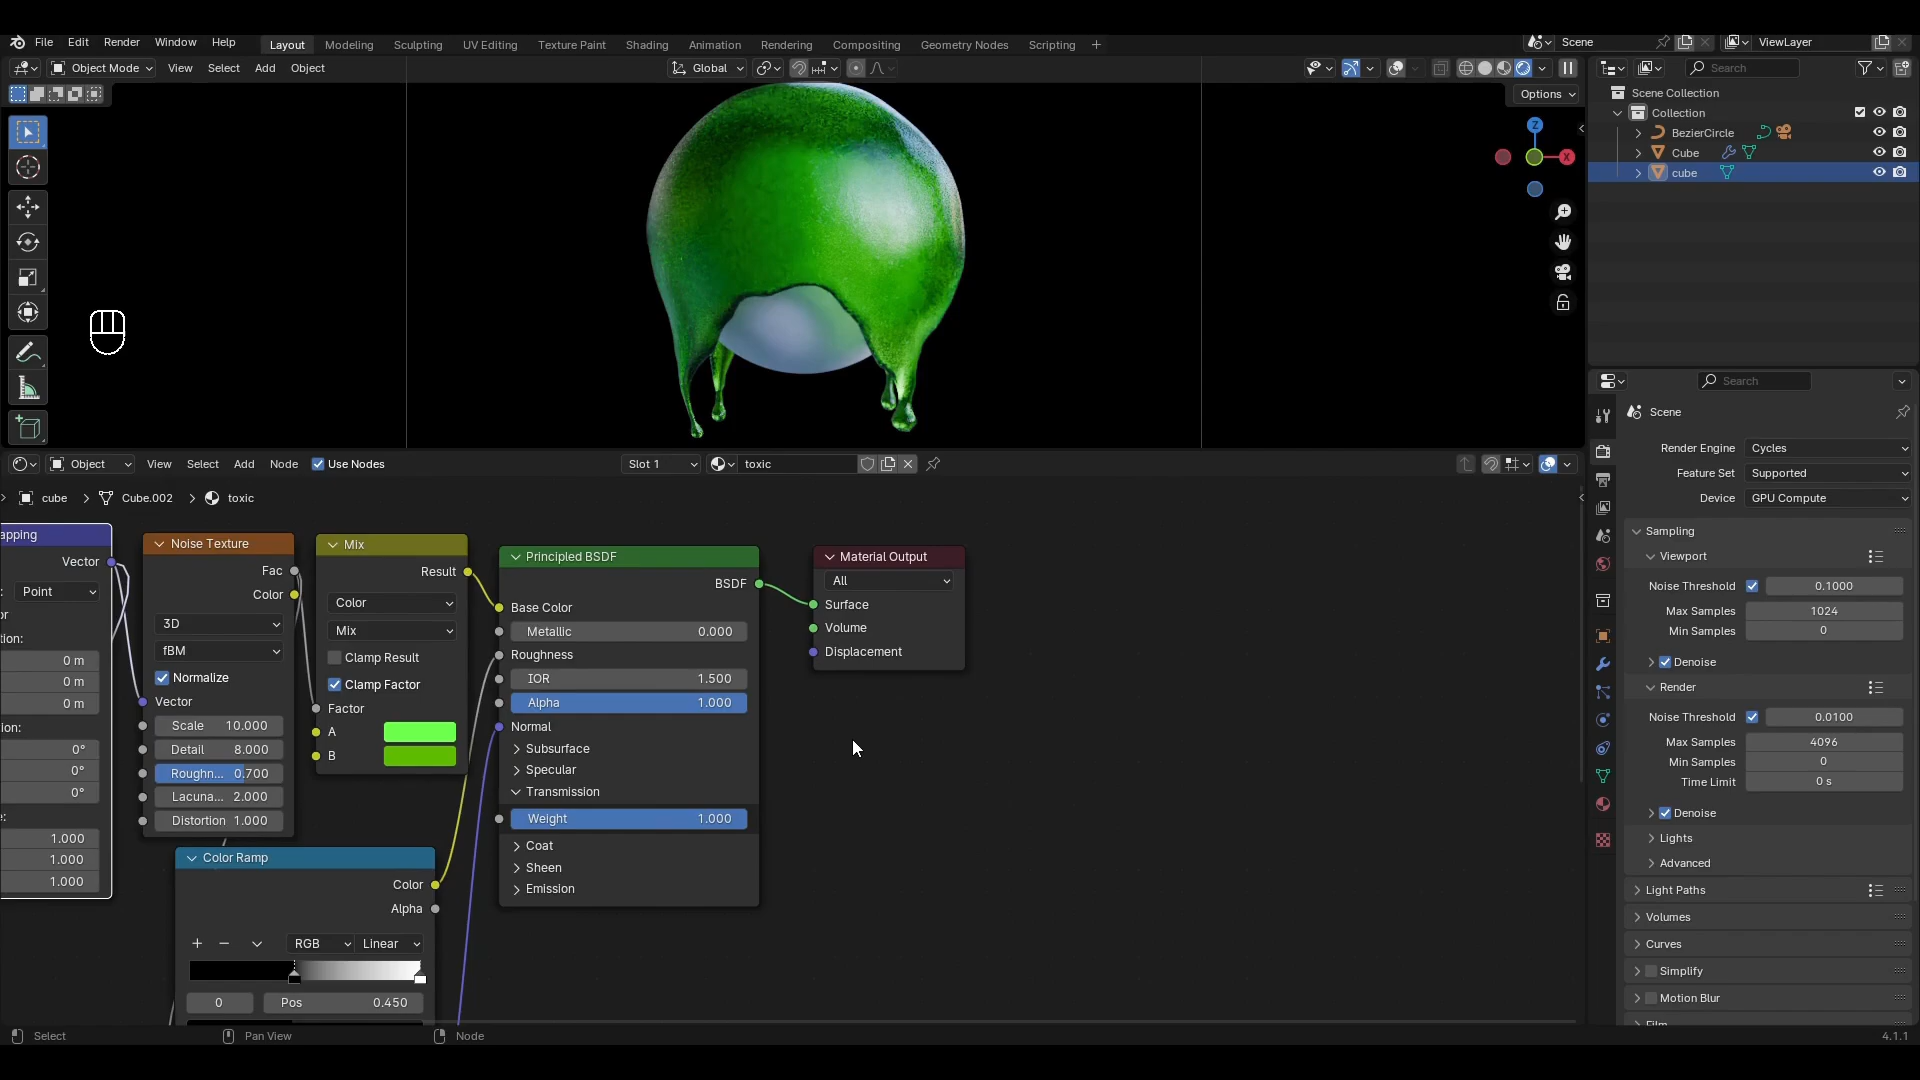 File Edit Render Window Help
Layout Modeling Sculpting UV Editing Texture Paint Shading Animation Rendering Compositing Geometry Nodes Scripting +
Scene
ViewLayer
Object Mode View Select Add Object
Global
Search
Options
Z
X
Scene Collection
Collection
BezierCircle
Cube
cube
Search
Scene
Render Engine Cycles
Feature Set Supported
Device GPU Compute
Sampling
Viewport
Noise Threshold 0.1000
Max Samples 1024
Min Samples 0
Denoise
Render
Noise Threshold 0.0100
Max Samples 4096
Min Samples 0
Time Limit 0 s
Denoise
Lights
Advanced
Light Paths
Volumes
Curves
Simplify
Motion Blur
Film
Object View Select Add Node Use Nodes Slot 1 toxic
cube Cube.002 toxic
apping
Vector
: Point
or
tion:
0 m
0 m
0 m
ion:
0°
0°
0°
e:
1.000
1.000
1.000
Noise Texture
Fac
Color
3D
fBM
Normalize
Vector
Scale 10.000
Detail 8.000
Roughn... 0.700
Lacuna... 2.000
Distortion 1.000
Mix
Result
Color
Mix
Clamp Result
Clamp Factor
Factor
A
B
Color Ramp
Color
Alpha
+ − RGB Linear
0 Pos 0.450
Principled BSDF
BSDF
Base Color
Metallic 0.000
Roughness
IOR 1.500
Alpha 1.000
Normal
Subsurface
Specular
Transmission
Weight 1.000
Coat
Sheen
Emission
Material Output
All
Surface
Volume
Displacement
Select Pan View Node 4.1.1